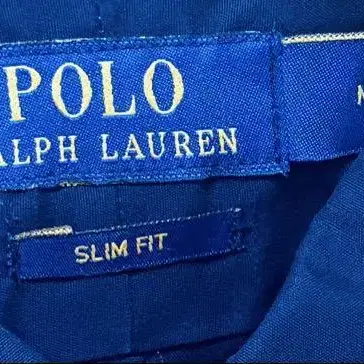 POLO
ALPH LAUREN
SLIM FIT